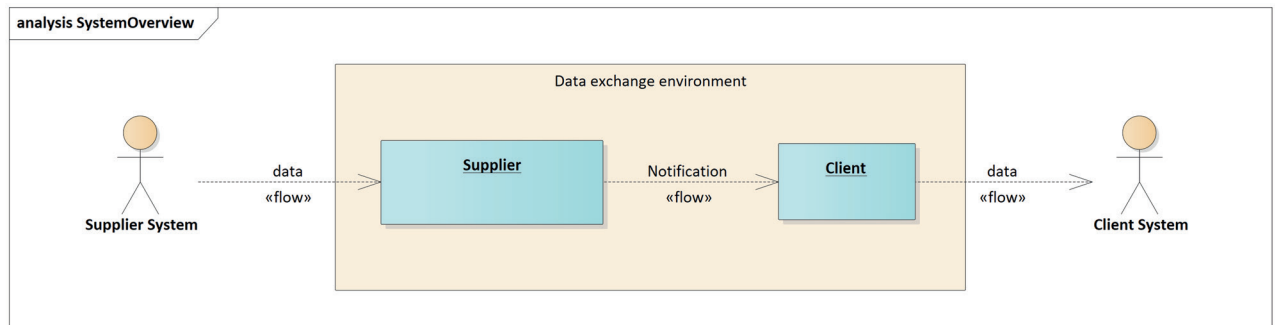 analysis SystemOverview
Data exchange environment
Supplier
Client
data
«flow»
Notification
«flow»
data
«flow»
Supplier System
Client System